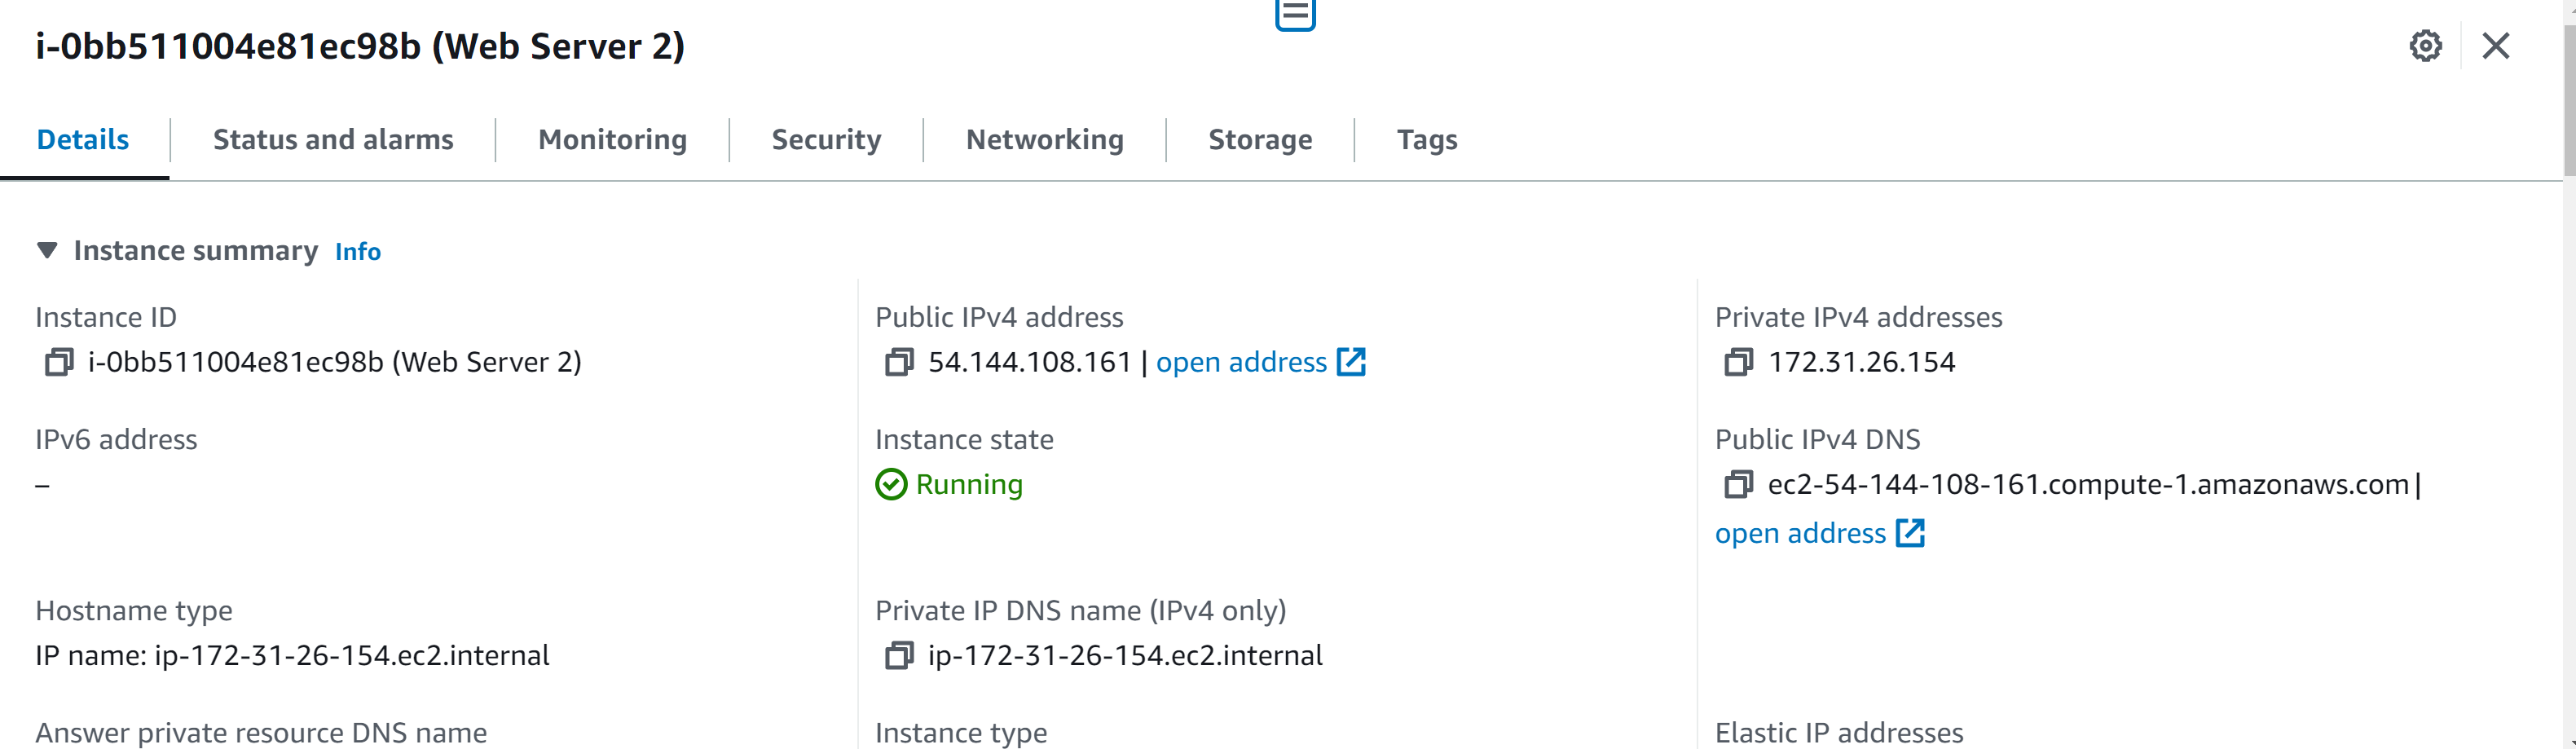 i-0bb511004e81ec98b (Web Server 2)
Details
Status and alarms
Monitoring
Security
Networking
Storage
Tags
Instance summary Info
Instance ID
i-0bb511004e81ec98b (Web Server 2)
Public IPv4 address
54.144.108.161 | open address
Private IPv4 addresses
172.31.26.154
IPv6 address
–
Instance state
Running
Public IPv4 DNS
ec2-54-144-108-161.compute-1.amazonaws.com |
open address
Hostname type
IP name: ip-172-31-26-154.ec2.internal
Private IP DNS name (IPv4 only)
ip-172-31-26-154.ec2.internal
Answer private resource DNS name
Instance type
Elastic IP addresses